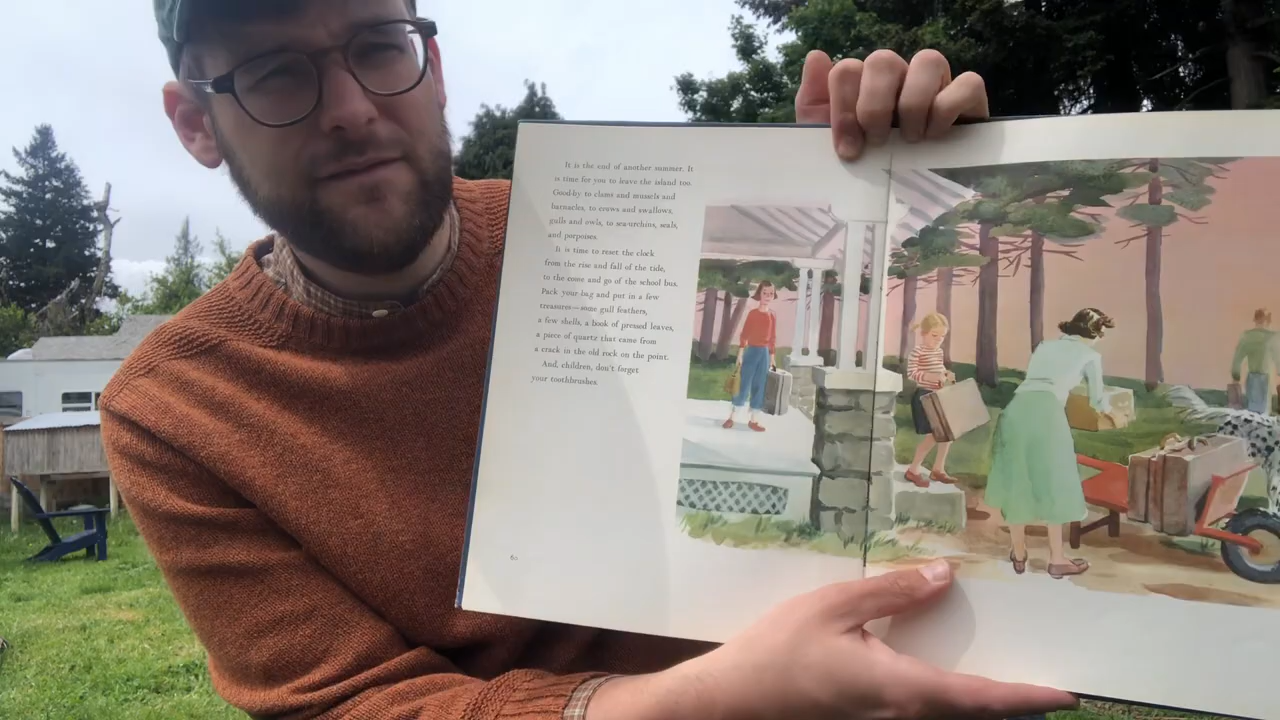 It is the end of another summer. It
is time for you to leave the island too.
Good-by to clams and mussels and
barnacles, to crows and swallows,
gulls and owls, to sea-urchins, seals,
and porpoises.
It is time to reset the clock
from the rise and fall of the tide,
to the come and go of the school bus.
Pack your bag and put in a few
treasures—some gull feathers,
a few shells, a book of pressed leaves,
a piece of quartz that came from
a crack in the old rock on the point.
And, children, don't forget
your toothbrushes.